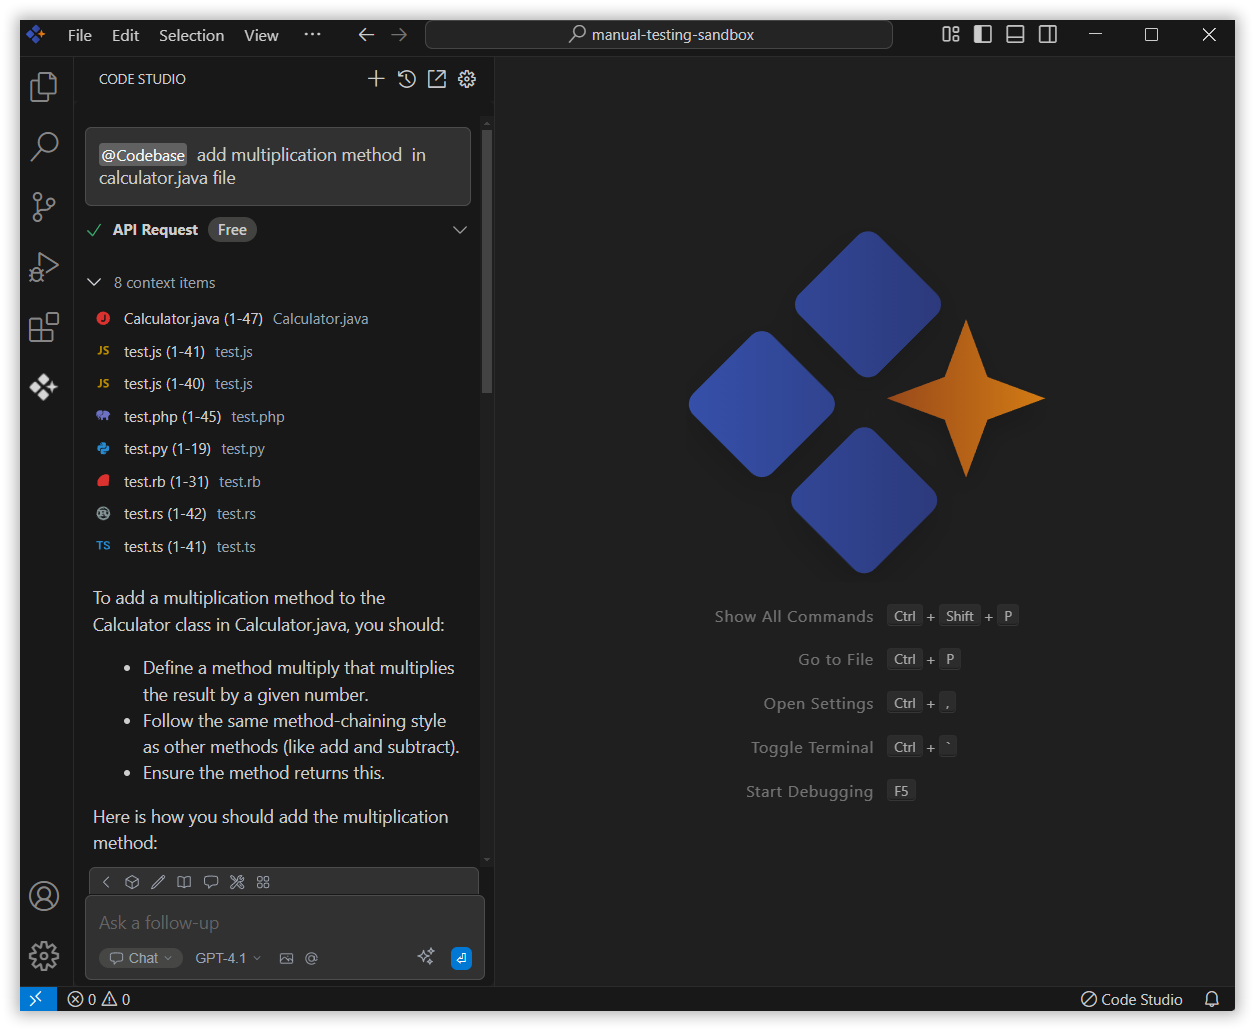 File Edit Selection View ··· manual-testing-sandbox
CODE STUDIO
@Codebase add multiplication method in
calculator.java file
API Request Free
8 context items
J Calculator.java (1-47) Calculator.java
JS test.js (1-41) test.js
JS test.js (1-40) test.js
test.php (1-45) test.php
test.py (1-19) test.py
test.rb (1-31) test.rb
test.rs (1-42) test.rs
TS test.ts (1-41) test.ts
To add a multiplication method to the
Calculator class in Calculator.java, you should:
• Define a method multiply that multiplies
the result by a given number.
• Follow the same method-chaining style
as other methods (like add and subtract).
• Ensure the method returns this.
Here is how you should add the multiplication
method:
Ask a follow-up
Chat GPT-4.1 @
Show All Commands Ctrl + Shift + P
Go to File Ctrl + P
Open Settings Ctrl + ,
Toggle Terminal Ctrl + `
Start Debugging F5
0 0 Code Studio